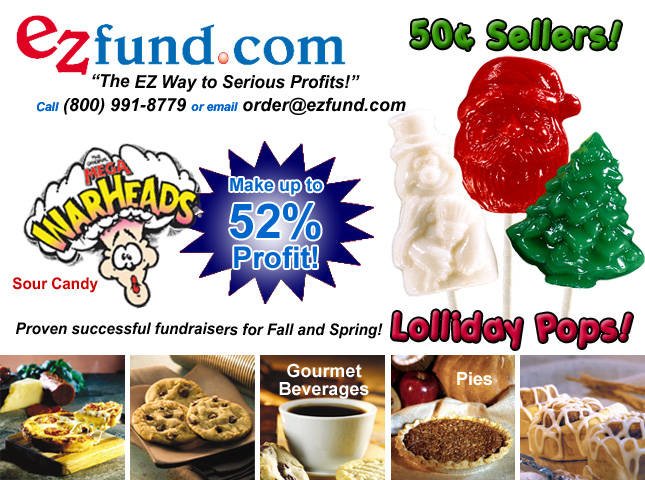 ezfund.com
“The EZ Way to Serious Profits!”
Call (800) 991-8779 or email order@ezfund.com
50¢ Sellers!
THE ORIGINAL
MEGA
WARHEADS
Sour Candy
Make up to
52%
Profit!
Lolliday Pops!
Proven successful fundraisers for Fall and Spring!
Gourmet
Beverages
Pies